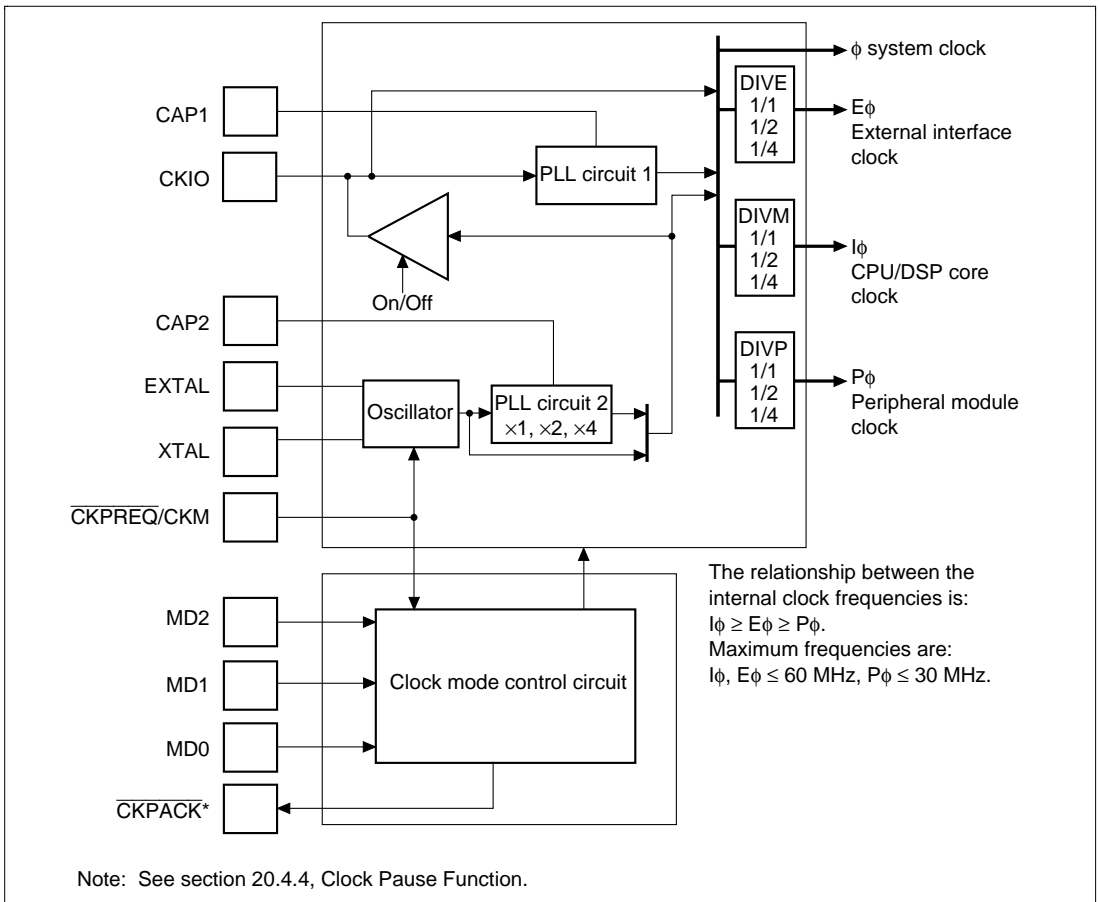 φ system clock
CAP1
DIVE
1/1
1/2
1/4
Eφ
External interface
clock
CKIO
PLL circuit 1
DIVM
1/1
1/2
1/4
Iφ
CPU/DSP core
clock
On/Off
CAP2
EXTAL
Oscillator
PLL circuit 2
×1, ×2, ×4
DIVP
1/1
1/2
1/4
Pφ
Peripheral module
clock
XTAL
CKPREQ/CKM
The relationship between the
internal clock frequencies is:
Iφ ≥ Eφ ≥ Pφ.
Maximum frequencies are:
Iφ, Eφ ≤ 60 MHz, Pφ ≤ 30 MHz.
MD2
MD1
Clock mode control circuit
MD0
CKPACK*
Note: See section 20.4.4, Clock Pause Function.